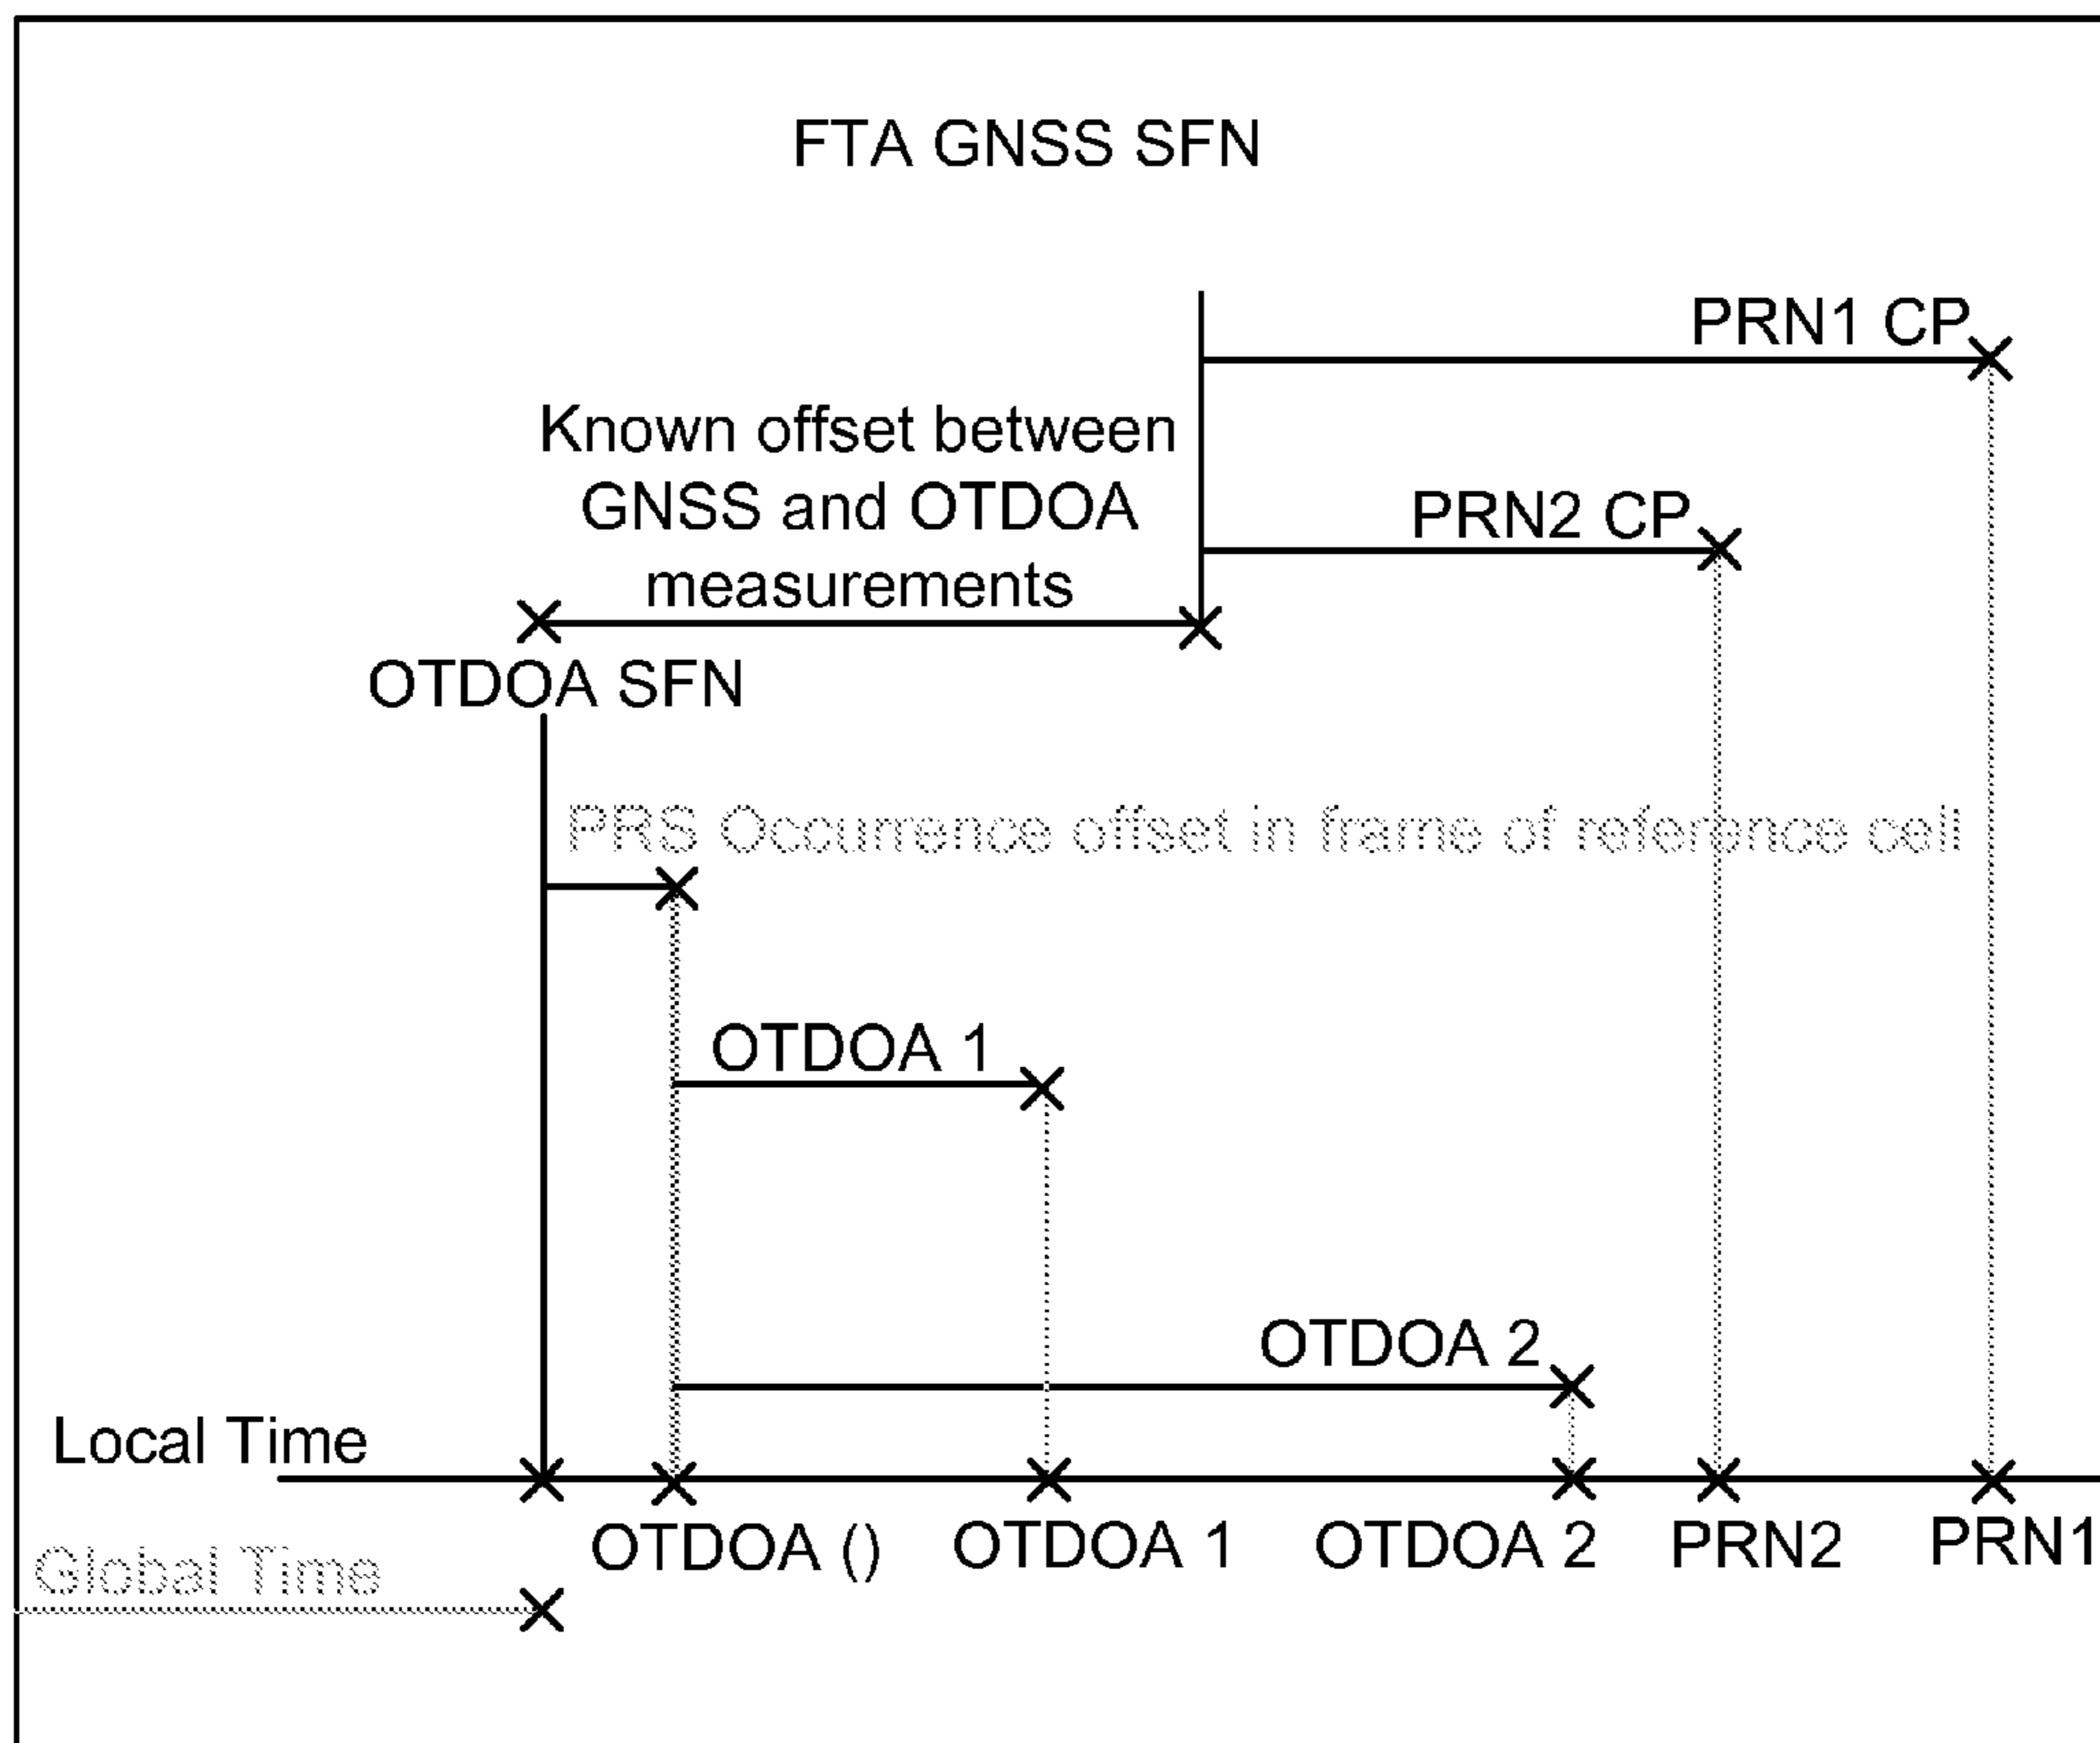 FTA GNSS SFN
PRN1 CP
Known offset between
GNSS and OTDOA
measurements
PRN2 CP
OTDOA SFN
PRS Occurrence offset in frame of reference cell
OTDOA 1
OTDOA 2
Local Time
OTDOA () OTDOA 1 OTDOA 2 PRN2 PRN1
Global Time